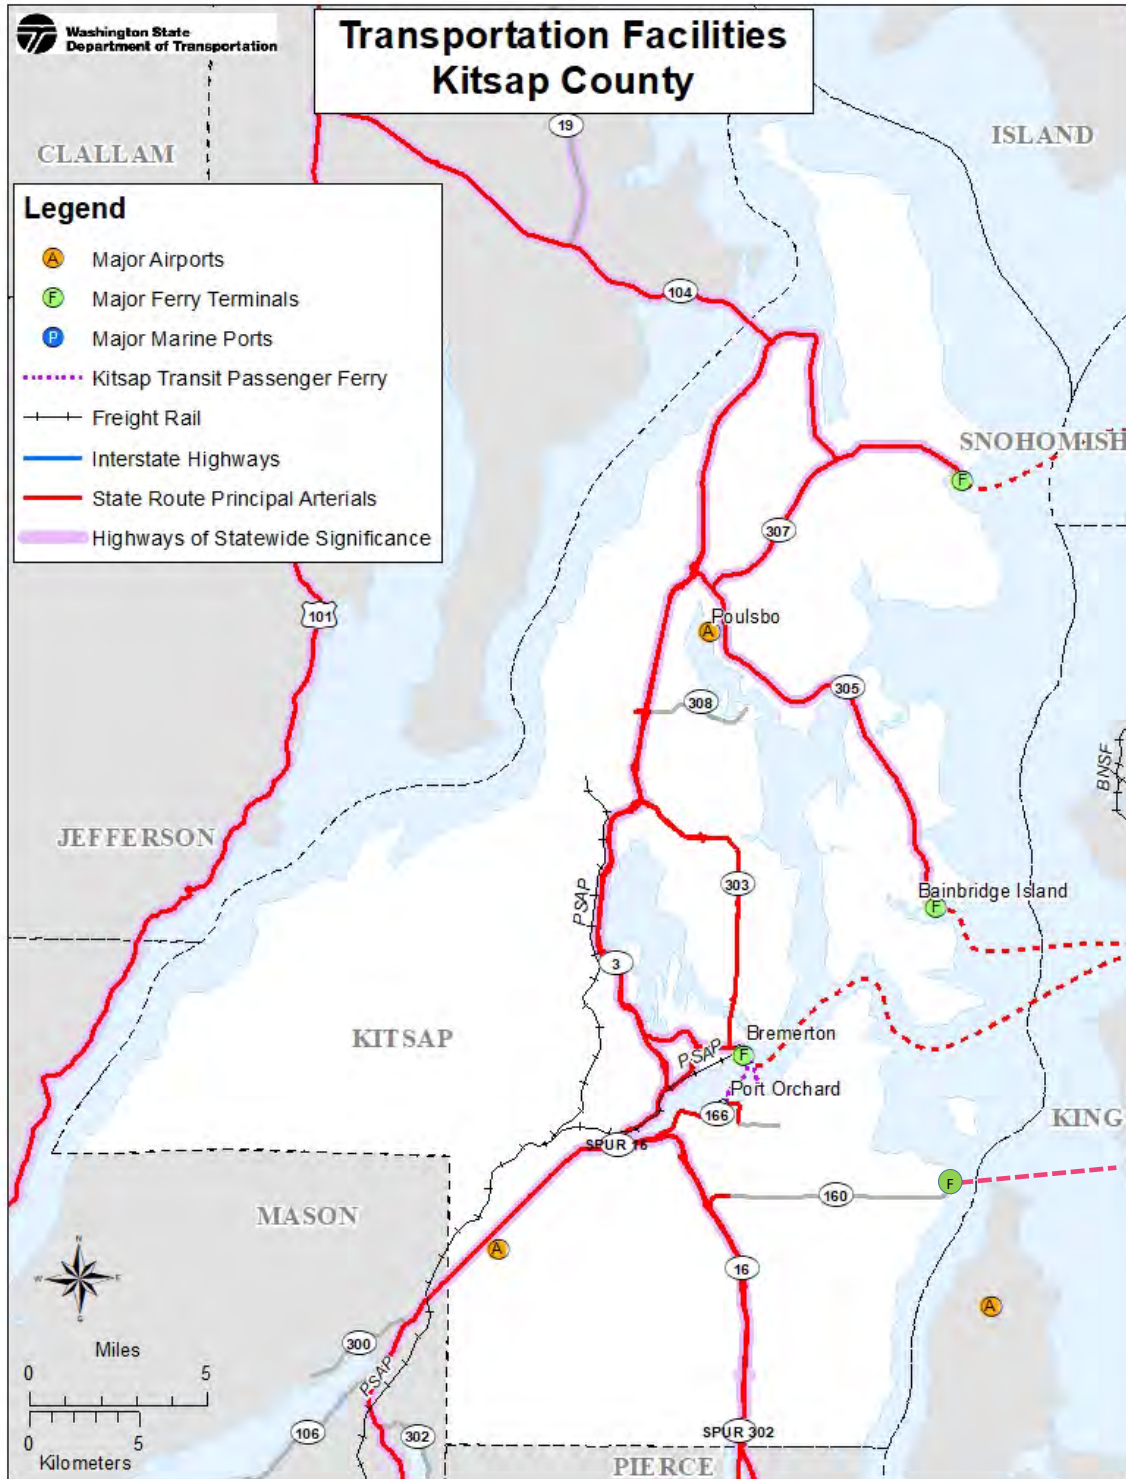 Washington State
Department of Transportation
Transportation Facilities
Kitsap County
19
ISLAND
CLALLAM
Legend
A Major Airports
F Major Ferry Terminals
P Major Marine Ports
Kitsap Transit Passenger Ferry
Freight Rail
Interstate Highways
State Route Principal Arterials
Highways of Statewide Significance
104
SNOHOMISH
F
307
101
Poulsbo
A
305
308
BNSF
JEFFERSON
PSAP
303
Bainbridge Island
F
3
KITSAP
Bremerton
F
PSAP
Port Orchard
166
KING
SPUR 16
F
160
MASON
A
16
A
N
W E
S
Miles
0 5
0 5
Kilometers
300
PSAP
106
302
SPUR 302
PIERCE